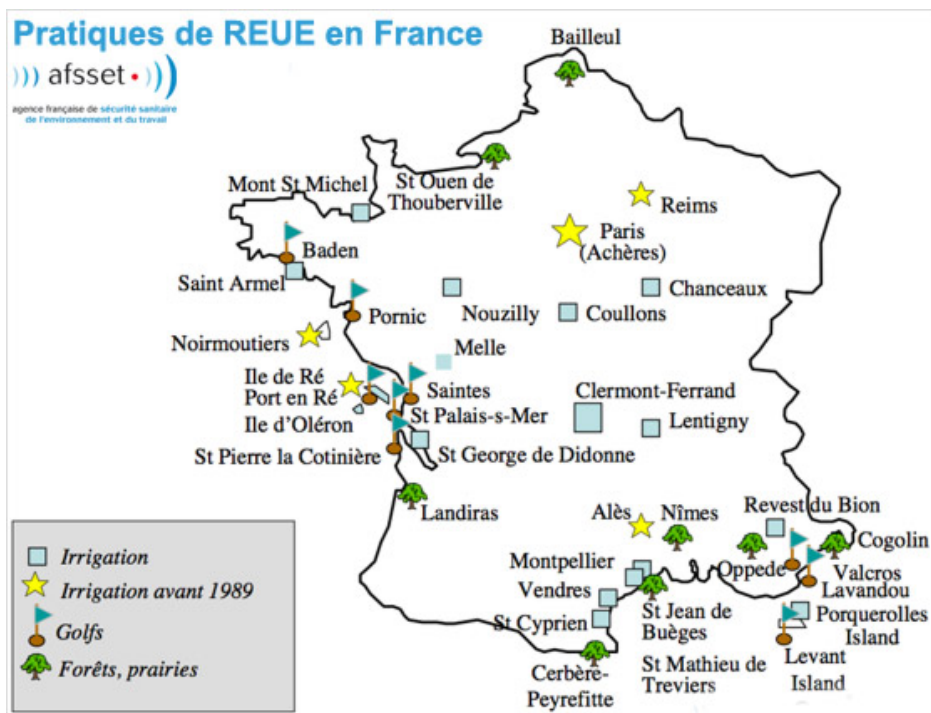 Pratiques de REUE en France
))) afsset •)))
agence française de sécurité sanitaire
de l'environnement et du travail
Bailleul
Mont St Michel
St Ouen de
Thouberville
Reims
Paris
(Achères)
Baden
Saint Armel
Pornic
Nouzilly
Coullons
Chanceaux
Noirmoutiers
Melle
Ile de Ré
Port en Ré
Saintes
Clermont-Ferrand
Ile d'Oléron
St Palais-s-Mer
Lentigny
St Pierre la Cotinière
St George de Didonne
Landiras
Alès
Nîmes
Revest du Bion
Cogolin
Montpellier
Oppede
Valcros
Vendres
Lavandou
St Cyprien
St Jean de
Buèges
Porquerolles
Island
Cerbère-
Peyrefitte
St Mathieu de
Treviers
Levant
Island
Irrigation
Irrigation avant 1989
Golfs
Forêts, prairies